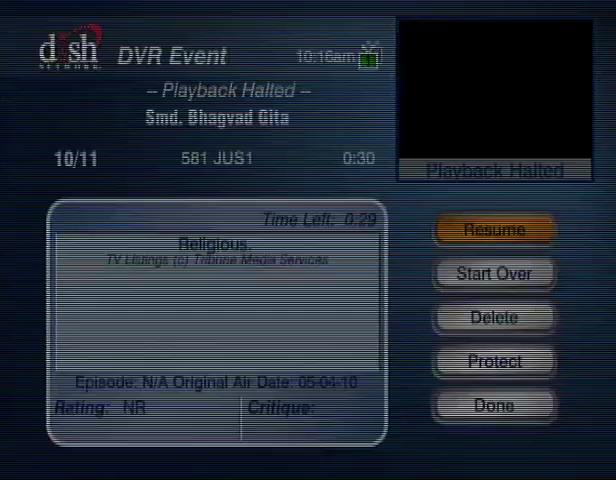 dish
NETWORK
DVR Event
10:16am
-- Playback Halted --
Smd. Bhagvad Gita
10/11 581 JUS1 0:30
Playback Halted
Time Left: 0:29
Religious.
TV Listings (c) Tribune Media Services
Episode: N/A Original Air Date: 05-04-10
Rating: NR Critique:
Resume
Start Over
Delete
Protect
Done